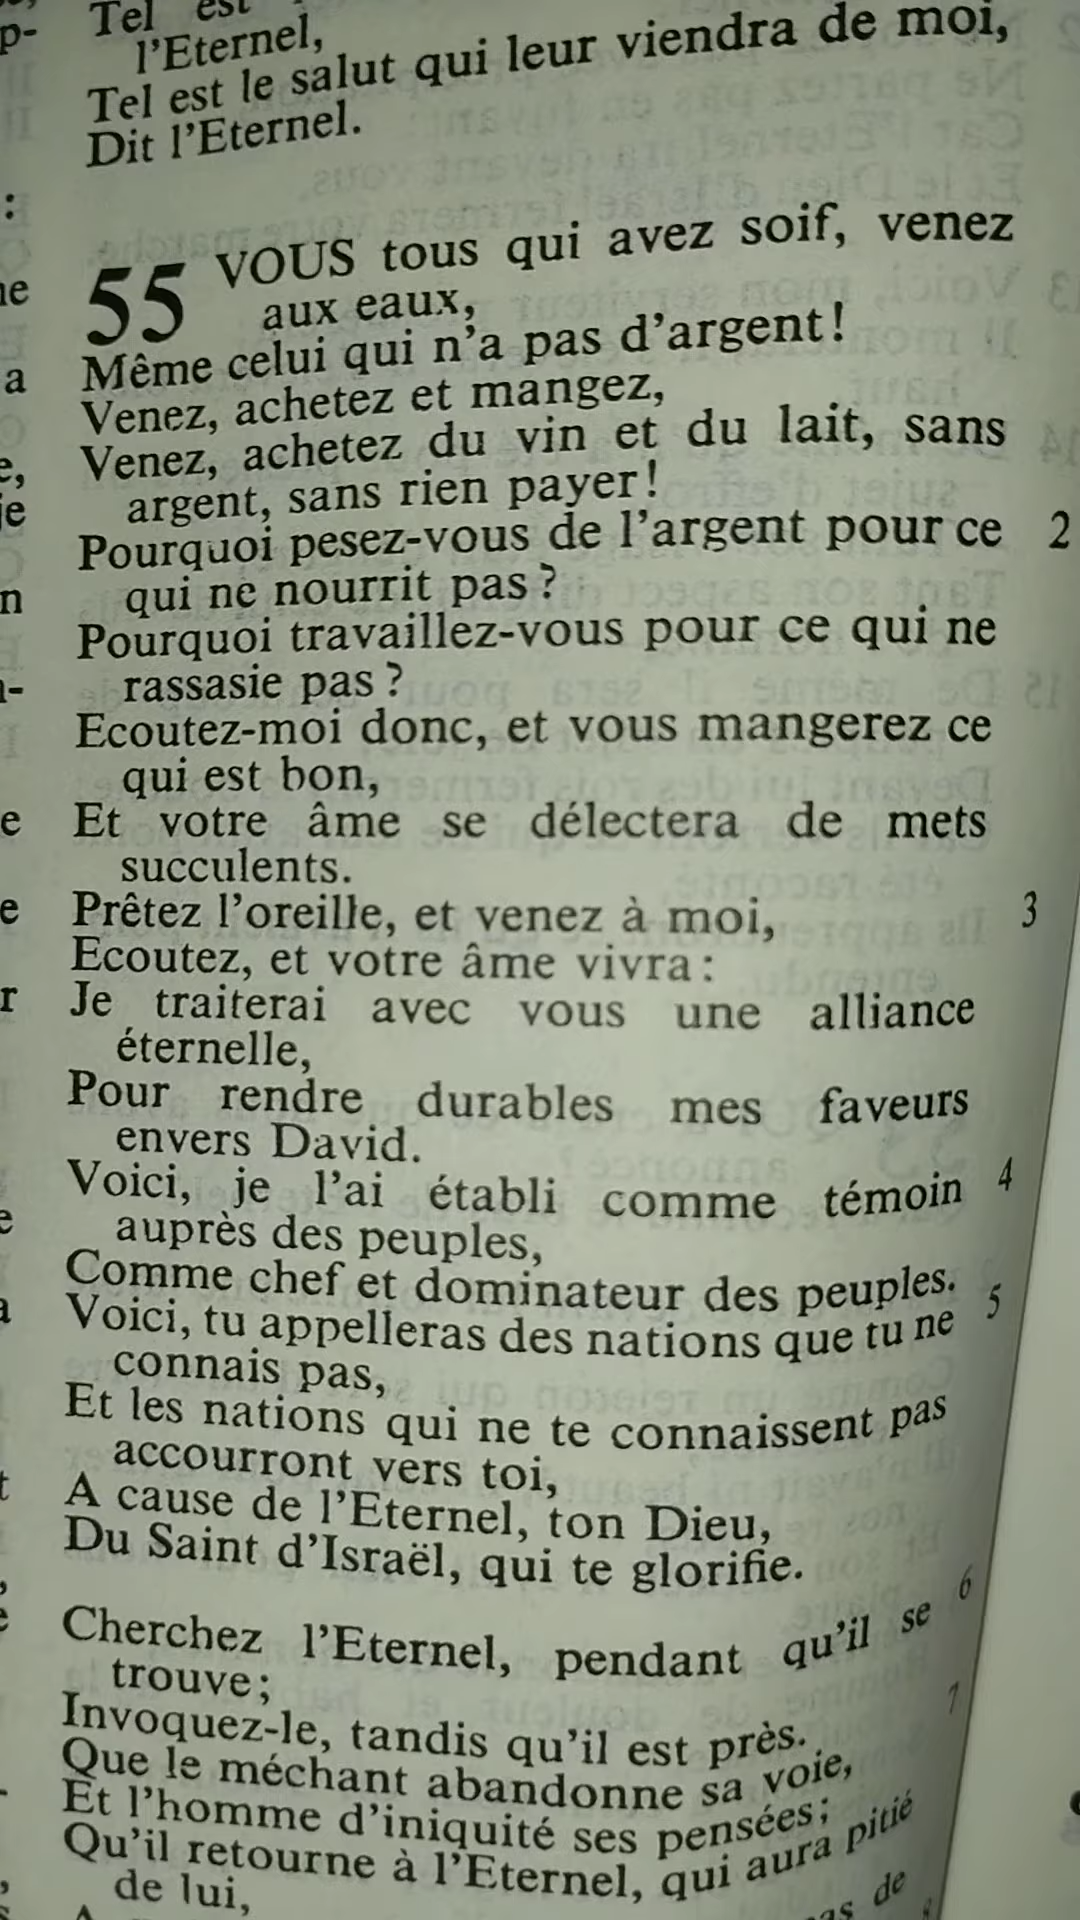 Tel est
l'Eternel,
Tel est le salut qui leur viendra de moi,
Dit l'Eternel.
55 VOUS tous qui avez soif, venez
aux eaux,
Même celui qui n'a pas d'argent!
Venez, achetez et mangez,
Venez, achetez du vin et du lait, sans
argent, sans rien payer!
Pourquoi pesez-vous de l'argent pour ce 2
qui ne nourrit pas?
Pourquoi travaillez-vous pour ce qui ne
rassasie pas?
Ecoutez-moi donc, et vous mangerez ce
qui est bon,
Et votre âme se délectera de mets
succulents.
Prêtez l'oreille, et venez à moi, 3
Ecoutez, et votre âme vivra:
Je traiterai avec vous une alliance
éternelle,
Pour rendre durables mes faveurs
envers David.
Voici, je l'ai établi comme témoin 4
auprès des peuples,
Comme chef et dominateur des peuples.
Voici, tu appelleras des nations que tu ne 5
connais pas,
Et les nations qui ne te connaissent pas
accourront vers toi,
A cause de l'Eternel, ton Dieu,
Du Saint d'Israël, qui te glorifie.
Cherchez l'Eternel, pendant qu'il se 6
trouve;
Invoquez-le, tandis qu'il est près.
Que le méchant abandonne sa voie, 7
Et l'homme d'iniquité ses pensées;
Qu'il retourne à l'Eternel, qui aura pitié
de lui,
de